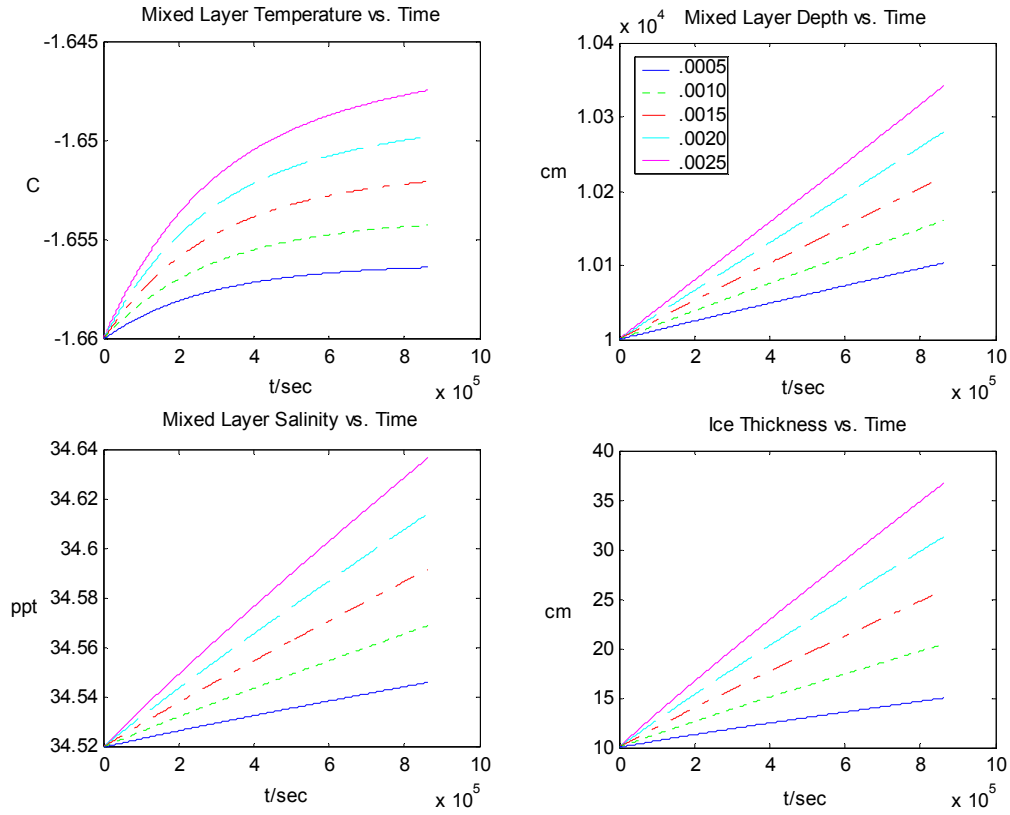 Mixed Layer Temperature vs. Time
-1.645
-1.65
-1.655
-1.66
C
0 2 4 6 8 10
t/sec
x 10^5
Mixed Layer Depth vs. Time
x 10^4
1.04
1.03
1.02
1.01
1
cm
.0005
.0010
.0015
.0020
.0025
0 2 4 6 8 10
t/sec
x 10^5
Mixed Layer Salinity vs. Time
34.64
34.62
34.6
34.58
34.56
34.54
34.52
ppt
0 2 4 6 8 10
t/sec
x 10^5
Ice Thickness vs. Time
40
35
30
25
20
15
10
cm
0 2 4 6 8 10
t/sec
x 10^5